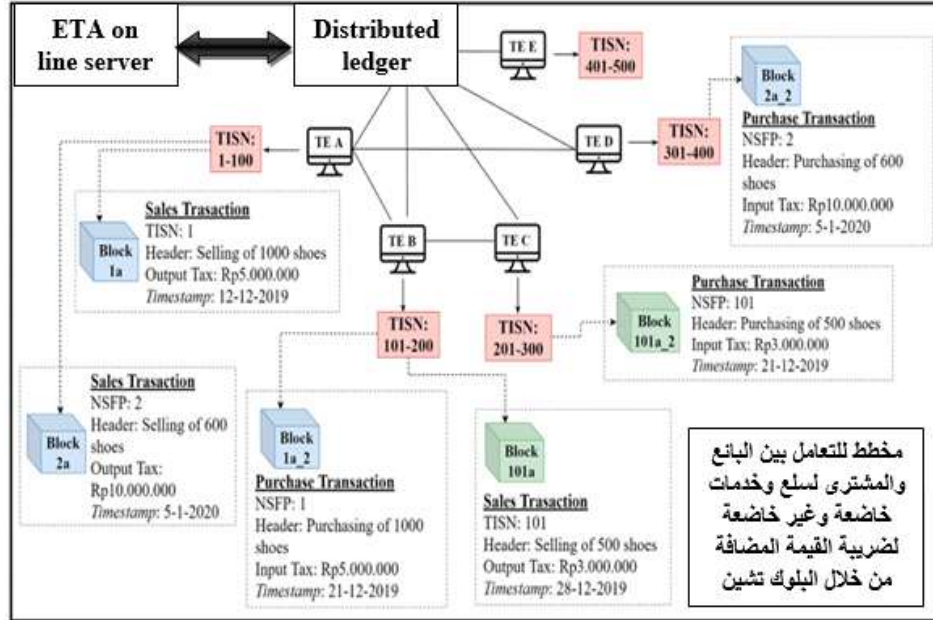 ETA on
line server
Distributed
ledger
TE E
TISN:
401-500
Block
2a_2
Purchase Transaction
NSFP: 2
Header: Purchasing of 600
shoes
Input Tax: Rp10.000.000
Timestamp: 5-1-2020
TISN:
1-100
TE A
TE D
TISN:
301-400
Block
1a
Sales Trasaction
TISN: 1
Header: Selling of 1000 shoes
Output Tax: Rp5.000.000
Timestamp: 12-12-2019
TE B
TE C
TISN:
101-200
TISN:
201-300
Block
101a_2
Purchase Transaction
NSFP: 101
Header: Purchasing of 500 shoes
Input Tax: Rp3.000.000
Timestamp: 21-12-2019
Block
2a
Sales Trasaction
NSFP: 2
Header: Selling of 600
shoes
Output Tax:
Rp10.000.000
Timestamp: 5-1-2020
Block
1a_2
Purchase Transaction
NSFP: 1
Header: Purchasing of 1000
shoes
Input Tax: Rp5.000.000
Timestamp: 21-12-2019
Block
101a
Sales Transaction
TISN: 101
Header: Selling of 500 shoes
Output Tax: Rp3.000.000
Timestamp: 28-12-2019
مخطط للتعامل بين البائع
والمشترى لسلع وخدمات
خاضعة وغير خاضعة
لضريبة القيمة المضافة
من خلال البلوك تشين